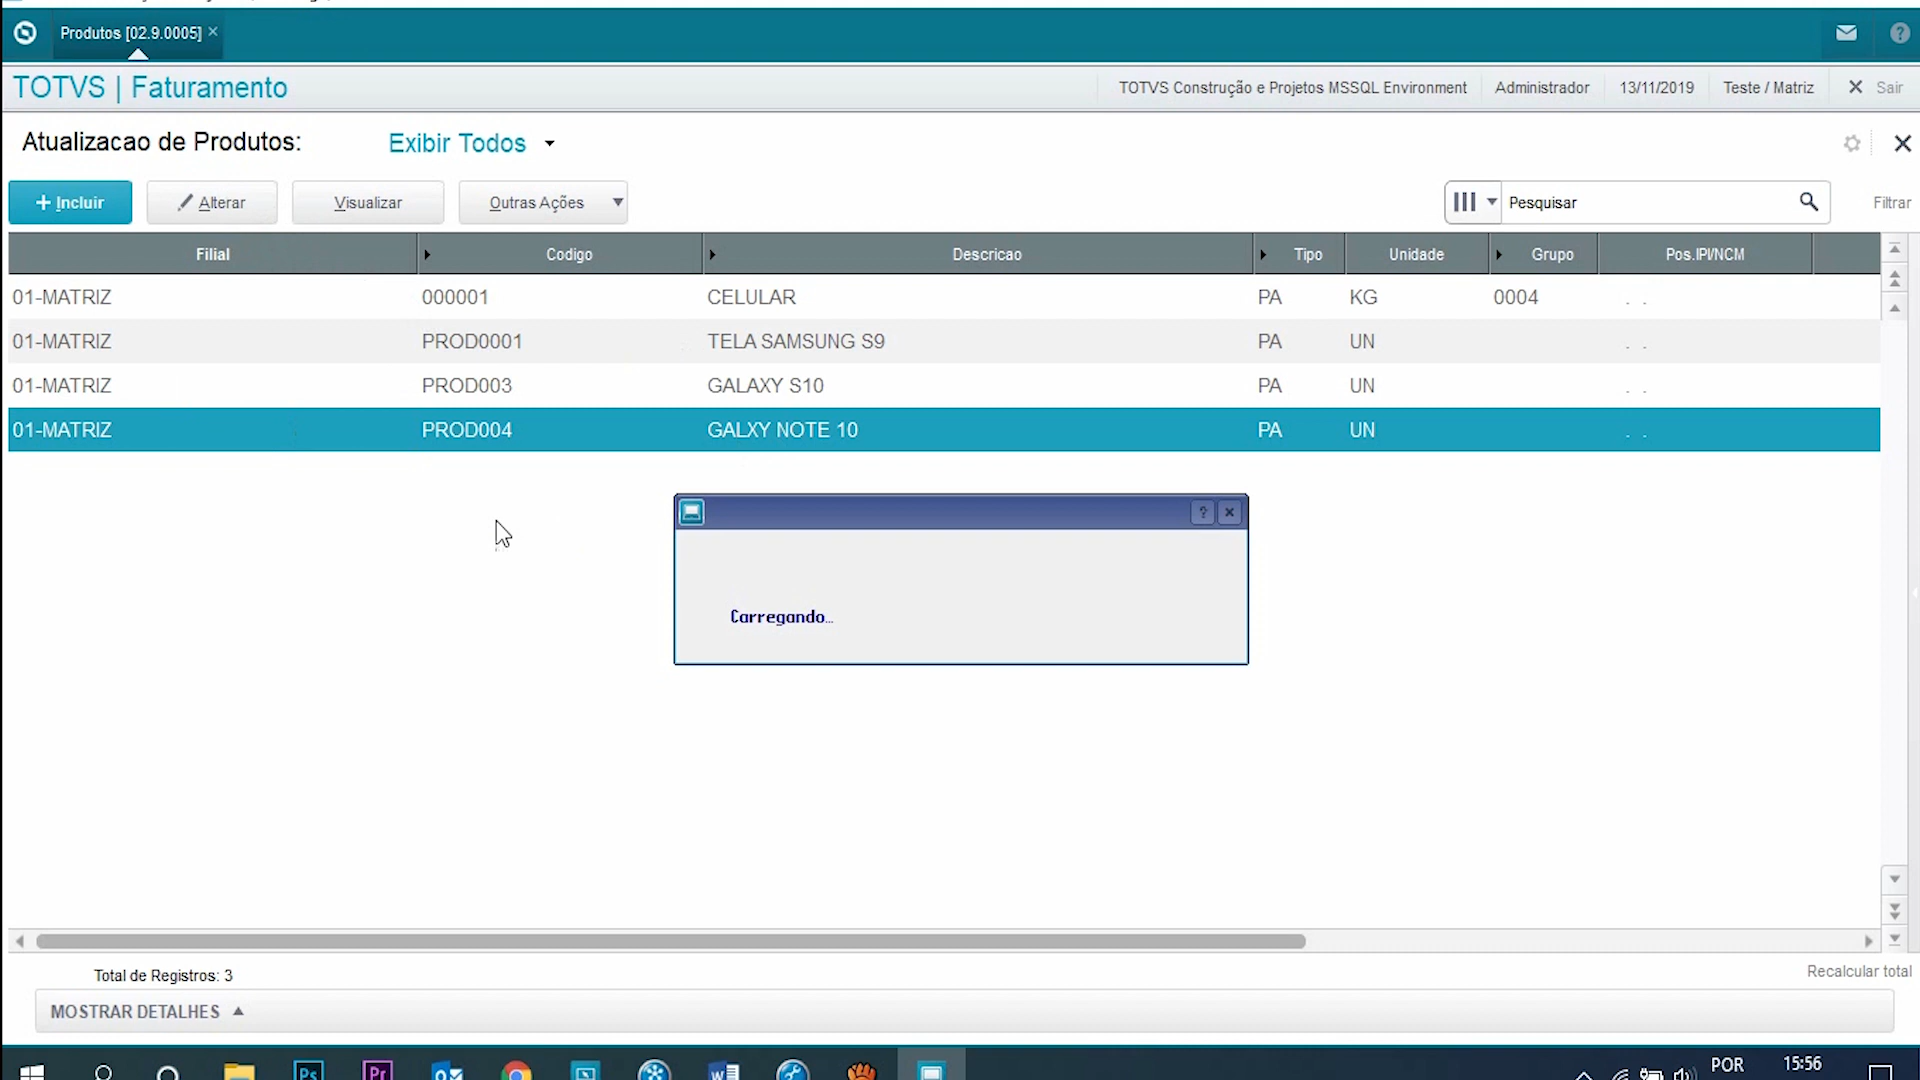 Produtos [02.9.0005]
TOTVS | Faturamento
TOTVS Construção e Projetos MSSQL Environment
Administrador
13/11/2019
Teste / Matriz
Sair
Atualizacao de Produtos:
Exibir Todos
+ Incluir
Alterar
Visualizar
Outras Ações
Pesquisar
Filtrar
Filial Codigo Descricao Tipo Unidade Grupo Pos.IPI/NCM
01-MATRIZ 000001 CELULAR PA KG 0004 . .
01-MATRIZ PROD0001 TELA SAMSUNG S9 PA UN . .
01-MATRIZ PROD003 GALAXY S10 PA UN . .
01-MATRIZ PROD004 GALXY NOTE 10 PA UN . .
Carregando...
Total de Registros: 3
Recalcular total
MOSTRAR DETALHES
Ps
Pr
POR
15:56